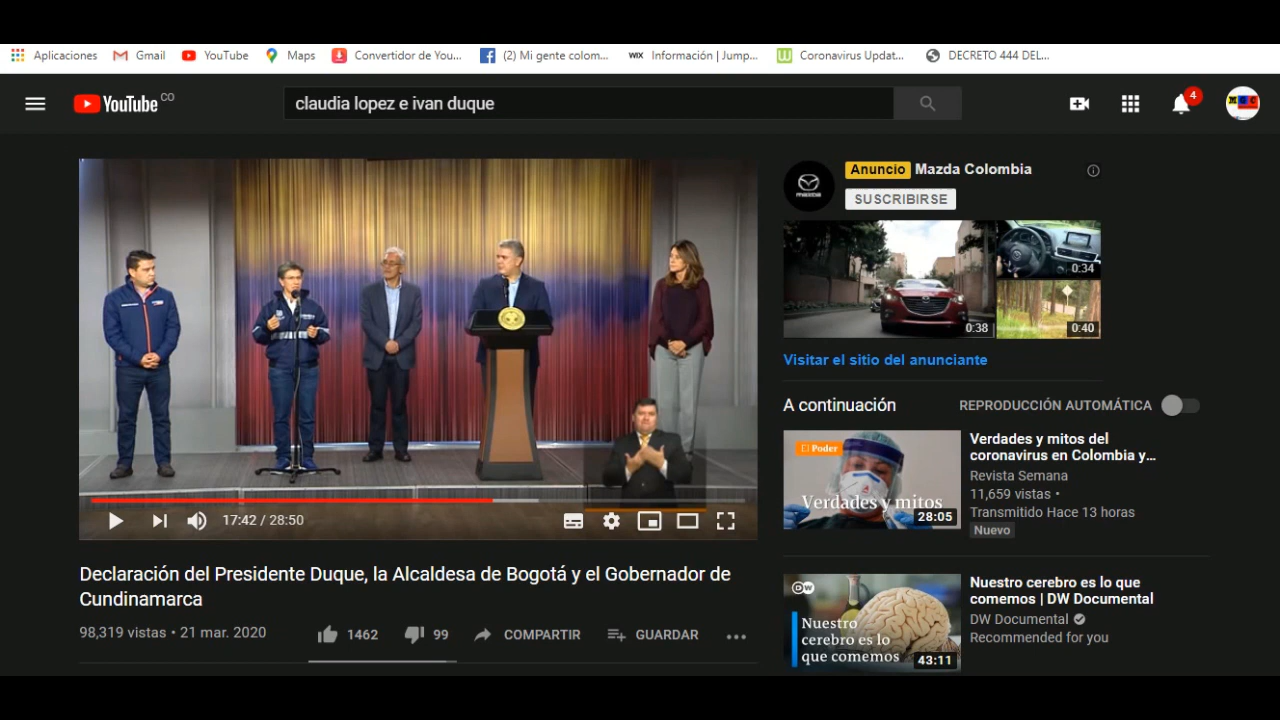 Aplicaciones
Gmail
YouTube
Maps
Convertidor de You...
(2) Mi gente colom...
WIX
Información | Jump...
Coronavirus Updat...
DECRETO 444 DEL...
YouTube CO
claudia lopez e ivan duque
4
Anuncio Mazda Colombia
SUSCRIBIRSE
mazda
0:34
0:38
0:40
Visitar el sitio del anunciante
A continuación
REPRODUCCIÓN AUTOMÁTICA
Poder
Verdades y mitos
28:05
Verdades y mitos del
coronavirus en Colombia y…
Revista Semana
11,659 vistas •
Transmitido Hace 13 horas
Nuevo
17:42 / 28:50
Declaración del Presidente Duque, la Alcaldesa de Bogotá y el Gobernador de
Cundinamarca
98,319 vistas • 21 mar. 2020
1462
99
COMPARTIR
GUARDAR
DW
Nuestro
cerebro es lo
que comemos
43:11
Nuestro cerebro es lo que
comemos | DW Documental
DW Documental
Recommended for you